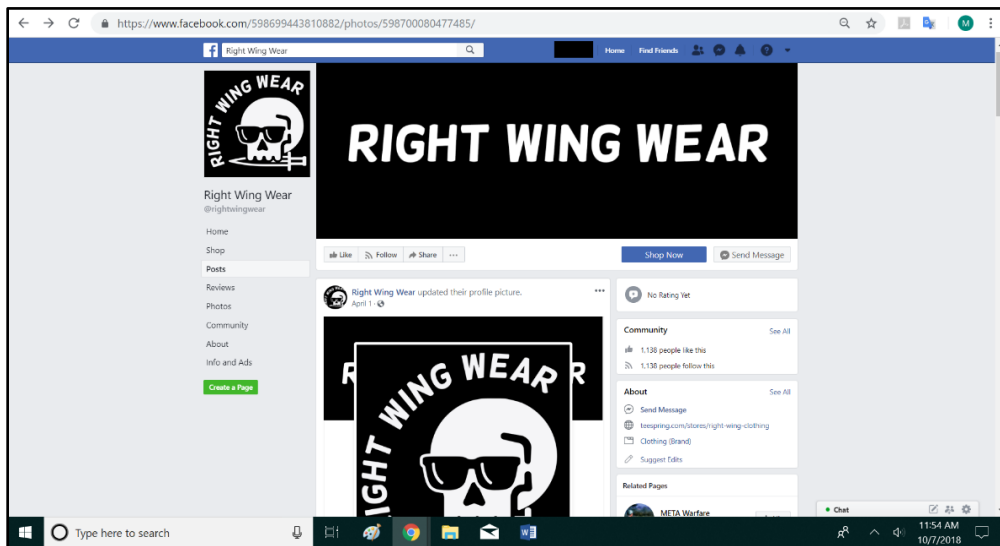 https://www.facebook.com/598699443810882/photos/598700080477485/
M
Right Wing Wear
Home Find Friends
RIGHT WING WEAR
RIGHT WING WEAR
Right Wing Wear
@rightwingwear
Home
Shop
Posts
Reviews
Photos
Community
About
Info and Ads
Create a Page
Like Follow Share ...
Shop Now Send Message
Right Wing Wear updated their profile picture.
April 1
RIGHT WING WEAR
R R
No Rating Yet
Community See All
1,138 people like this
1,138 people follow this
About See All
Send Message
teespring.com/stores/right-wing-clothing
Clothing (Brand)
Suggest Edits
Related Pages
META Warfare
Chat
Type here to search
11:54 AM
10/7/2018